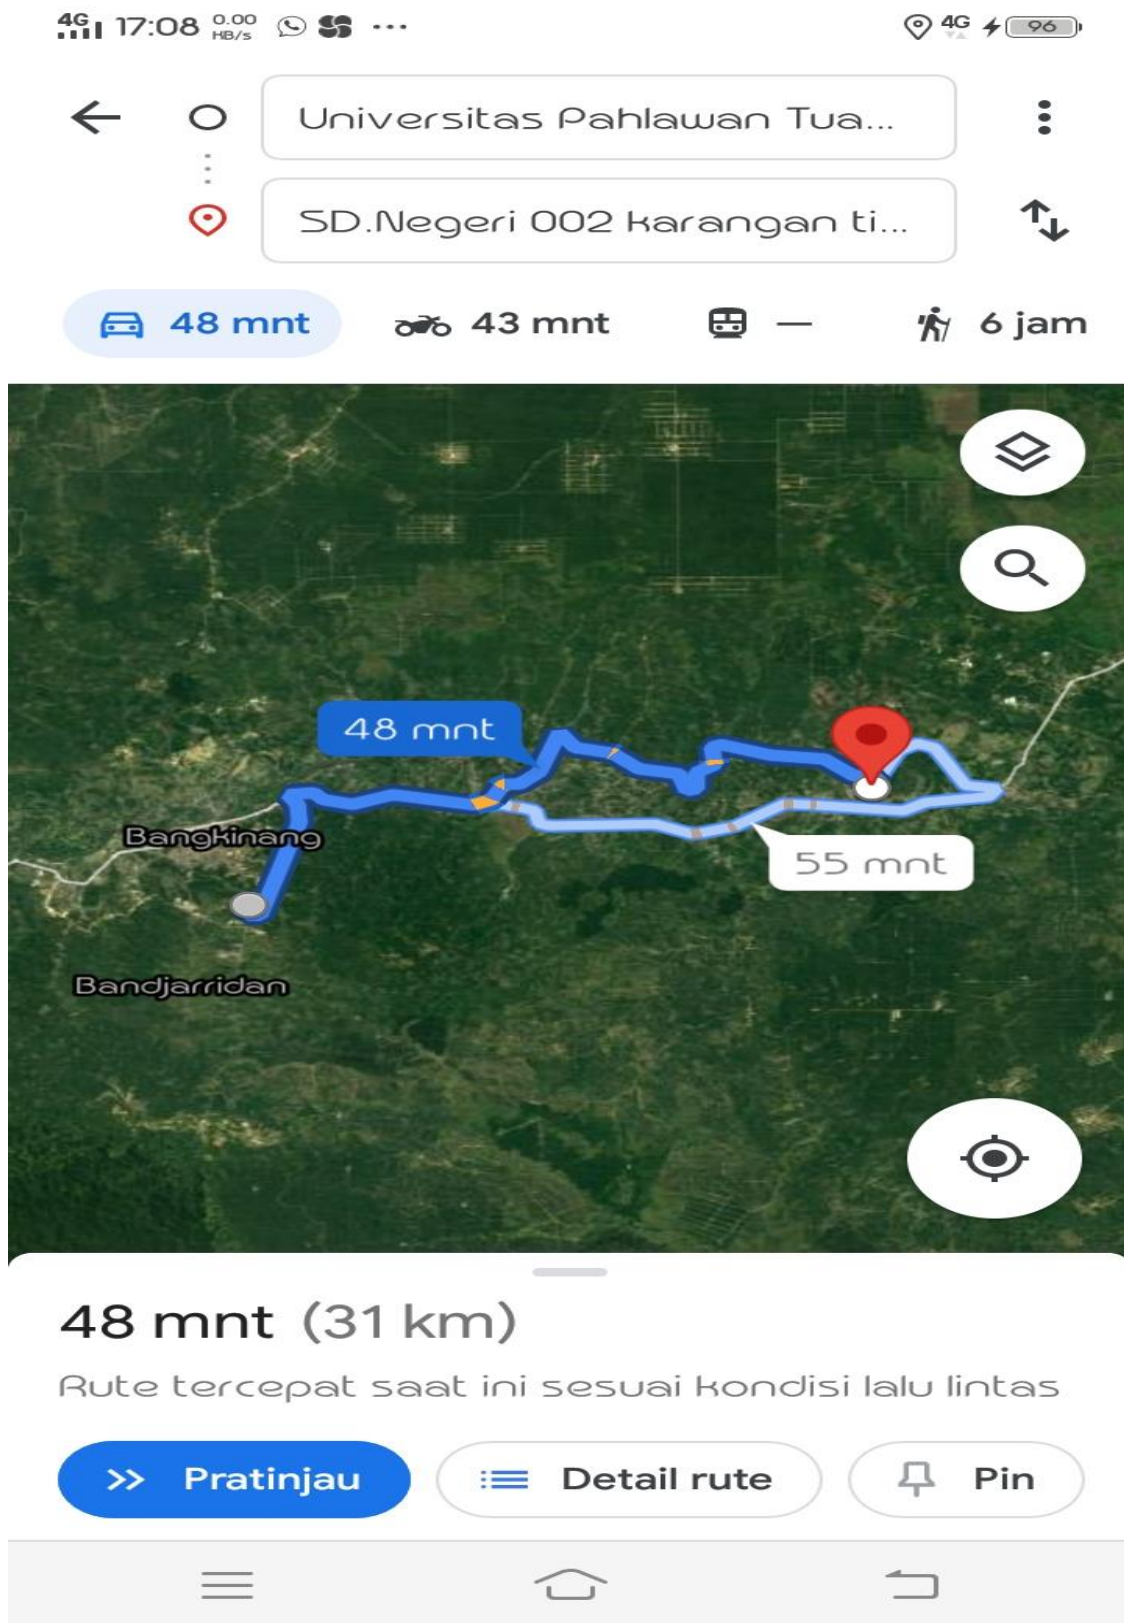 4G 17:08 0.00 HB/s ... 4G 96
Universitas Pahlawan Tua...
SD.Negeri 002 karangan ti...
48 mnt 43 mnt — 6 jam
48 mnt
Bangkinang
55 mnt
Bandjarridan
48 mnt (31 km)
Rute tercepat saat ini sesuai kondisi lalu lintas
Pratinjau Detail rute Pin